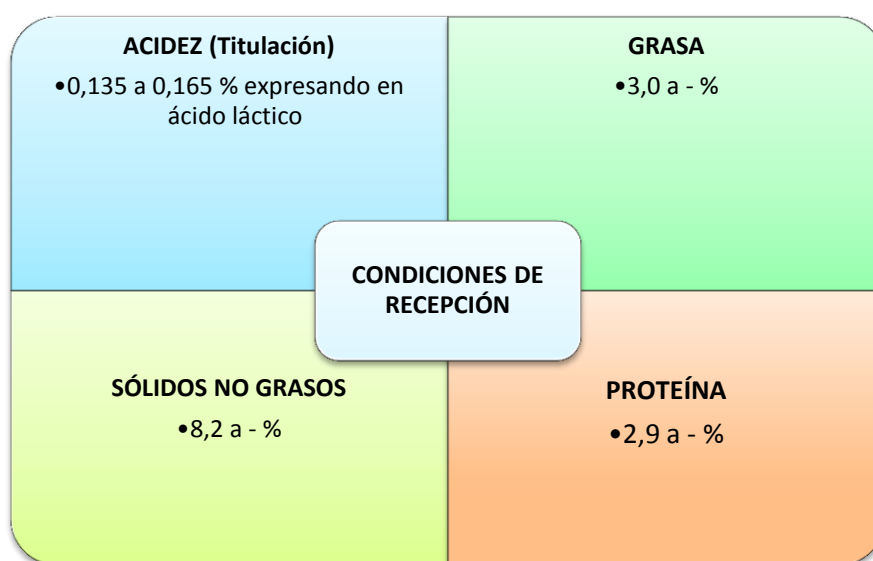 ACIDEZ (Titulación)
•0,135 a 0,165 % expresando en
ácido láctico
GRASA
•3,0 a - %
CONDICIONES DE
RECEPCIÓN
SÓLIDOS NO GRASOS
•8,2 a - %
PROTEÍNA
•2,9 a - %